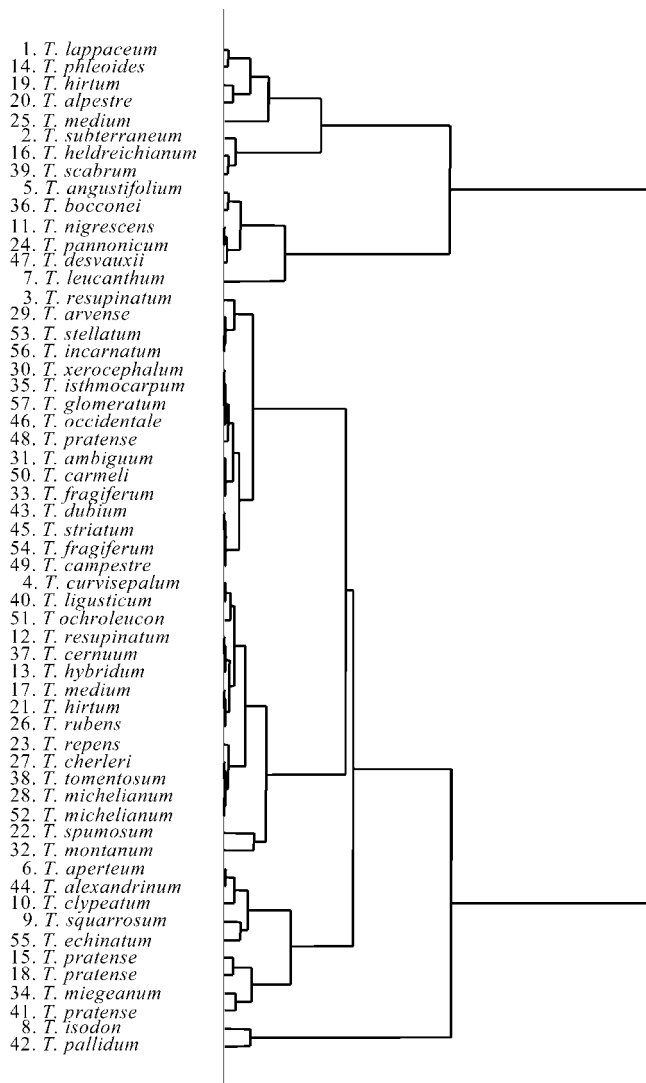 1. T. lappaceum
14. T. phleoides
19. T. hirtum
20. T. alpestre
25. T. medium
2. T. subterraneum
16. T. heldreichianum
39. T. scabrum
5. T. angustifolium
36. T. bocconei
11. T. nigrescens
24. T. pannonicum
47. T. desvauxii
7. T. leucanthum
3. T. resupinatum
29. T. arvense
53. T. stellatum
56. T. incarnatum
30. T. xerocephalum
35. T. isthmocarpum
57. T. glomeratum
46. T. occidentale
48. T. pratense
31. T. ambiguum
50. T. carmeli
33. T. fragiferum
43. T. dubium
45. T. striatum
54. T. fragiferum
49. T. campestre
4. T. curvisepalum
40. T. ligusticum
51. T ochroleucon
12. T. resupinatum
37. T. cernuum
13. T. hybridum
17. T. medium
21. T. hirtum
26. T. rubens
23. T. repens
27. T. cherleri
38. T. tomentosum
28. T. michelianum
52. T. michelianum
22. T. spumosum
32. T. montanum
6. T. aperteum
44. T. alexandrinum
10. T. clypeatum
9. T. squarrosum
55. T. echinatum
15. T. pratense
18. T. pratense
34. T. miegeanum
41. T. pratense
8. T. isodon
42. T. pallidum